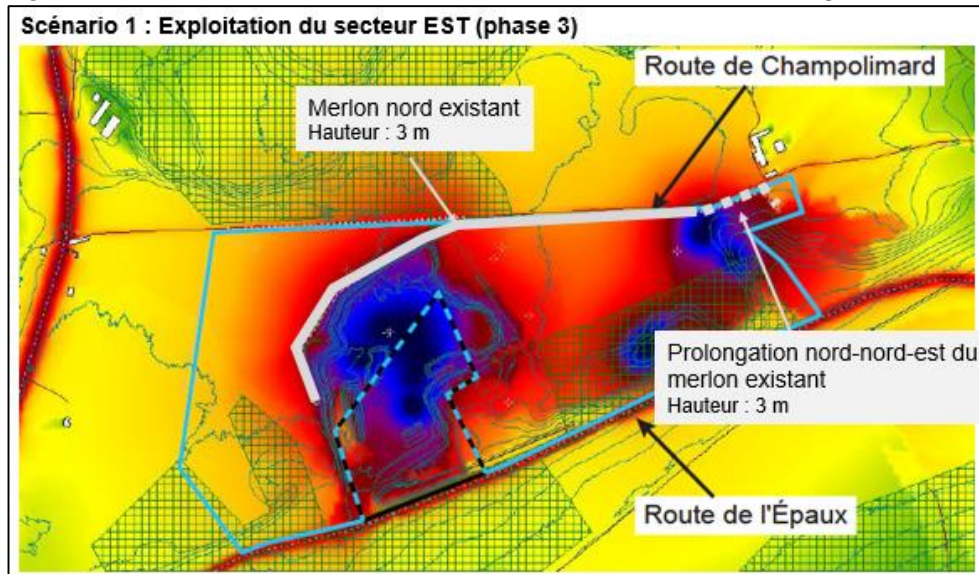 Scénario 1 : Exploitation du secteur EST (phase 3)
Route de Champolimard
Merlon nord existant
Hauteur : 3 m
Prolongation nord-nord-est du
merlon existant
Hauteur : 3 m
Route de l'Épaux